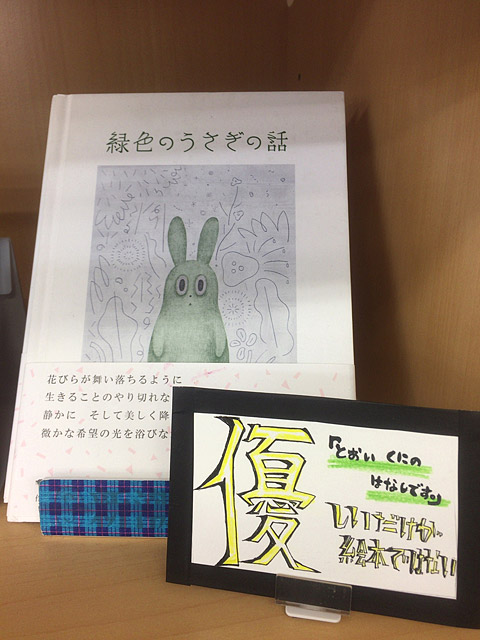 緑色のうさぎの話
花びらが舞い落ちるように
生きることのやり切れな
静かに そして美しく降
微かな希望の光を浴びな
優
「とおい くにの
はなしです」
しいだけが
絵本ではない